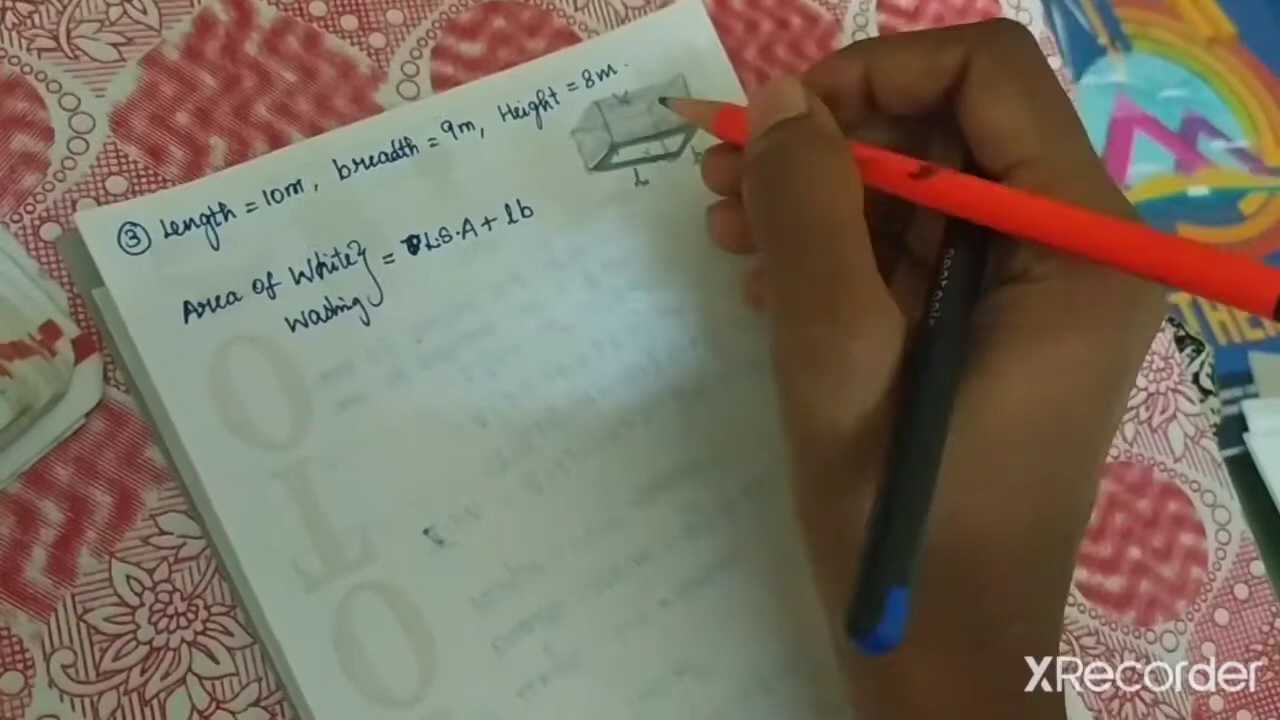 ③ Length = 10m, breadth = 9m, Height = 8m.
h
b
Area of White} = L.S.A + lb
washing
XRecorder